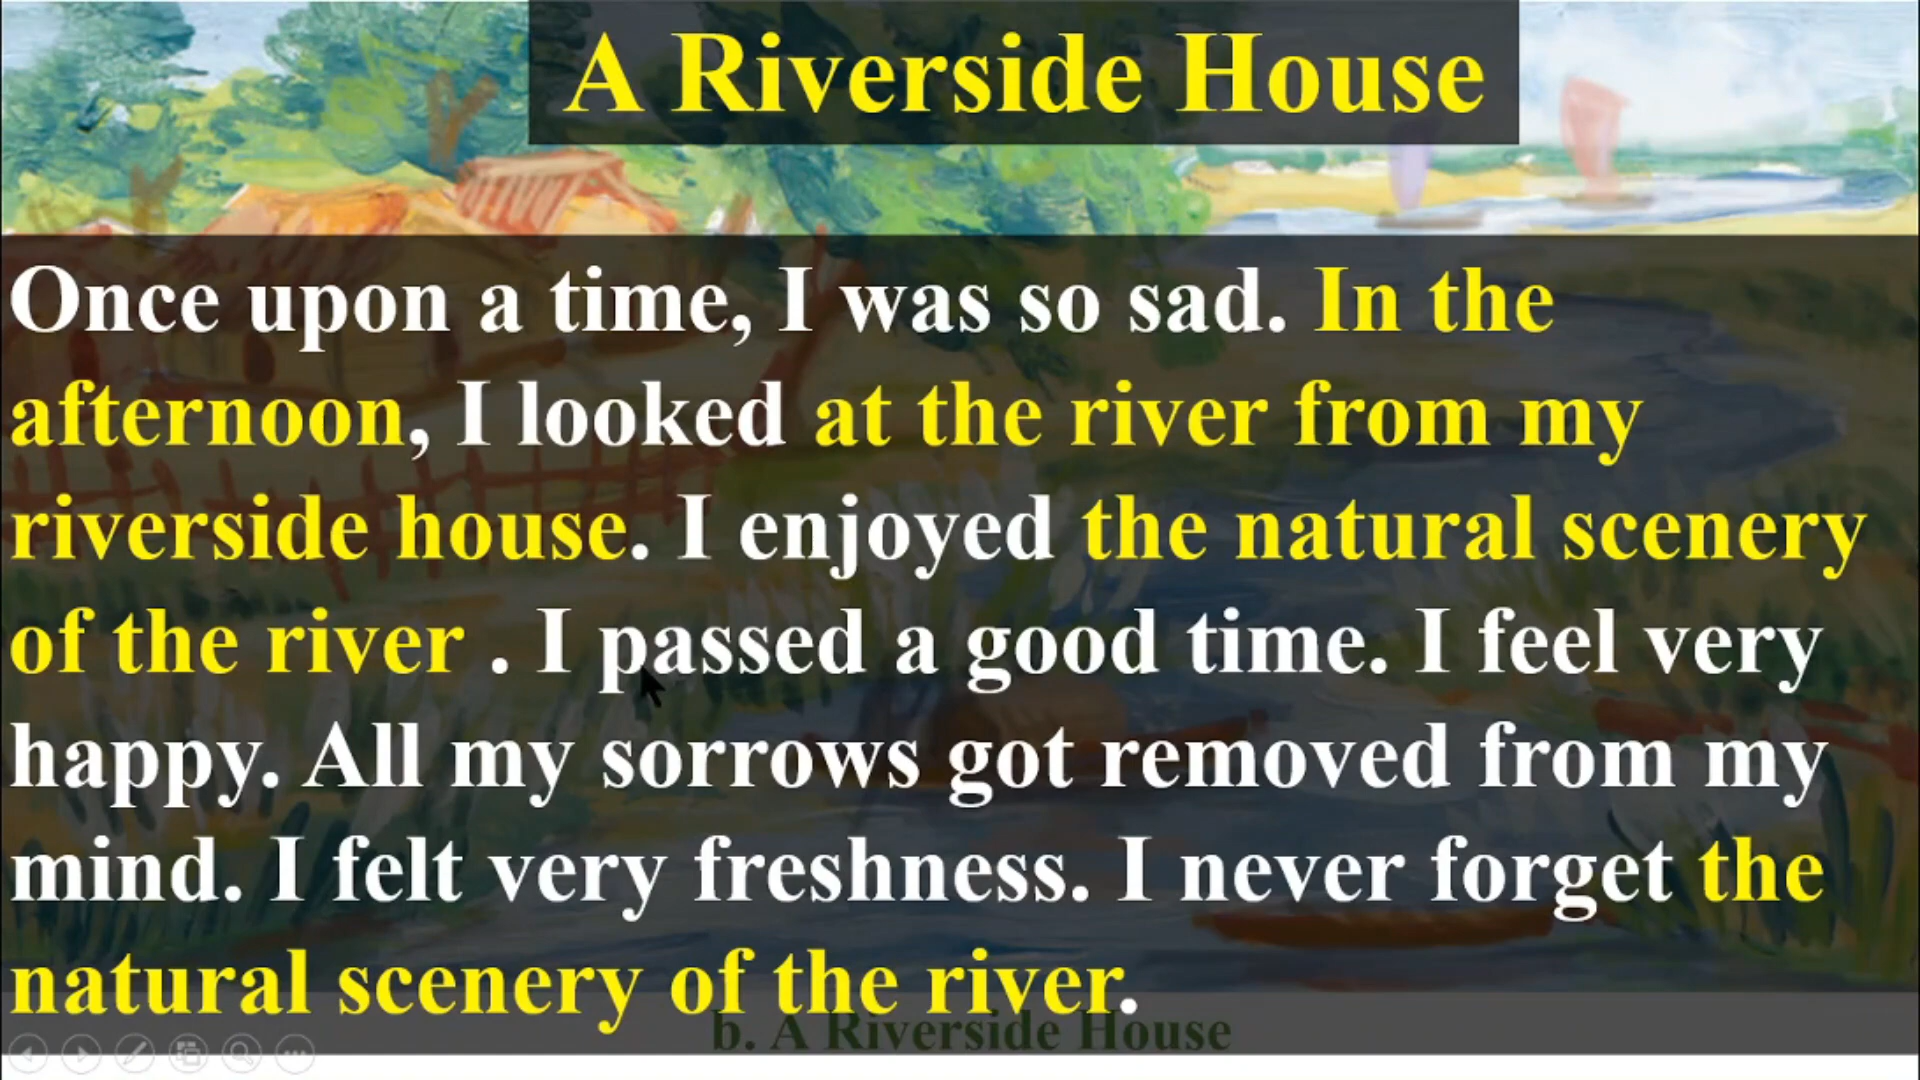 A Riverside House
Once upon a time, I was so sad. In the
afternoon, I looked at the river from my
riverside house. I enjoyed the natural scenery
of the river . I passed a good time. I feel very
happy. All my sorrows got removed from my
mind. I felt very freshness. I never forget the
natural scenery of the river.
b. A Riverside House